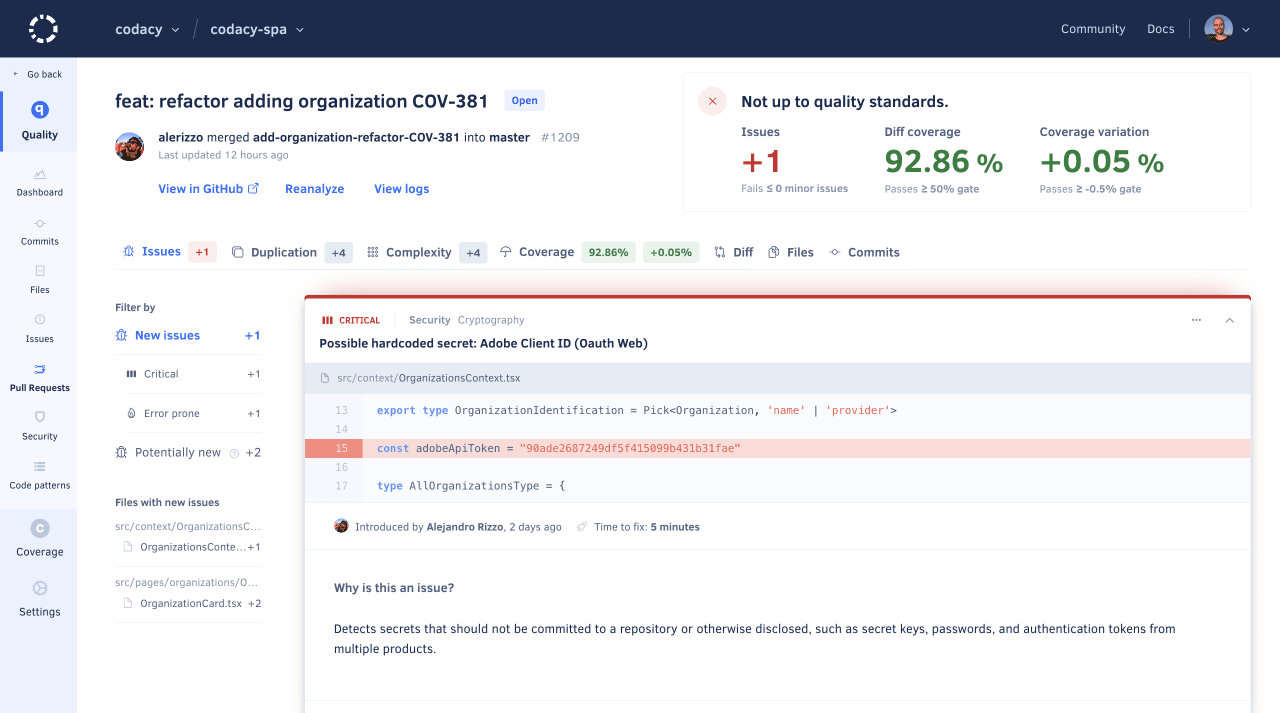 codacy
codacy-spa
Community
Docs
Go back
Quality
Dashboard
Commits
Files
Issues
Pull Requests
Security
Code patterns
Coverage
Settings
feat: refactor adding organization COV-381
Open
alerizzo merged add-organization-refactor-COV-381 into master #1209
Last updated 12 hours ago
View in GitHub
Reanalyze
View logs
Not up to quality standards.
Issues
+1
Fails ≤ 0 minor issues
Diff coverage
92.86 %
Passes ≥ 50% gate
Coverage variation
+0.05 %
Passes ≥ -0.5% gate
Issues +1
Duplication +4
Complexity +4
Coverage 92.86% +0.05%
Diff
Files
Commits
Filter by
New issues +1
Critical +1
Error prone +1
Potentially new ? +2
Files with new issues
src/context/OrganizationsC...
OrganizationsConte... +1
src/pages/organizations/O...
OrganizationCard.tsx +2
CRITICAL
Security Cryptography
Possible hardcoded secret: Adobe Client ID (Oauth Web)
src/context/OrganizationsContext.tsx
13 export type OrganizationIdentification = Pick<Organization, 'name' | 'provider'>
14
15 const adobeApiToken = "90ade2687249df5f415099b431b31fae"
16
17 type AllOrganizationsType = {
Introduced by Alejandro Rizzo, 2 days ago
Time to fix: 5 minutes
Why is this an issue?
Detects secrets that should not be committed to a repository or otherwise disclosed, such as secret keys, passwords, and authentication tokens from
multiple products.